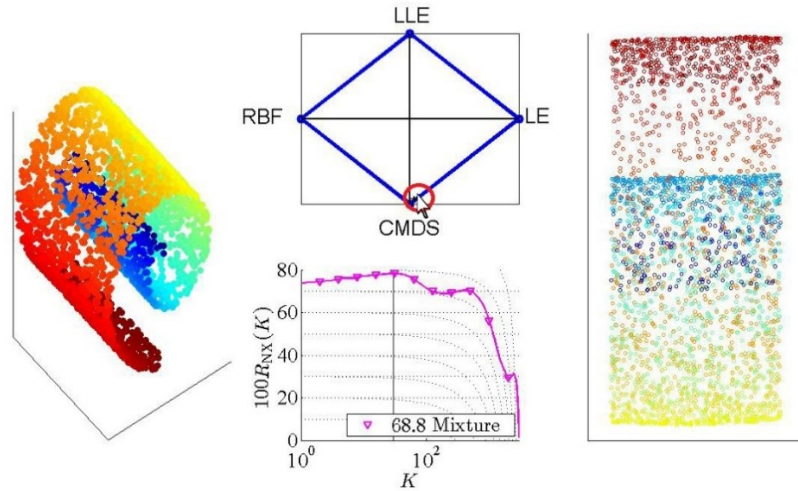 LLE
RBF
LE
CMDS
80
60
40
20
0
100R_NX(K)
68.8 Mixture
10^0
10^2
K